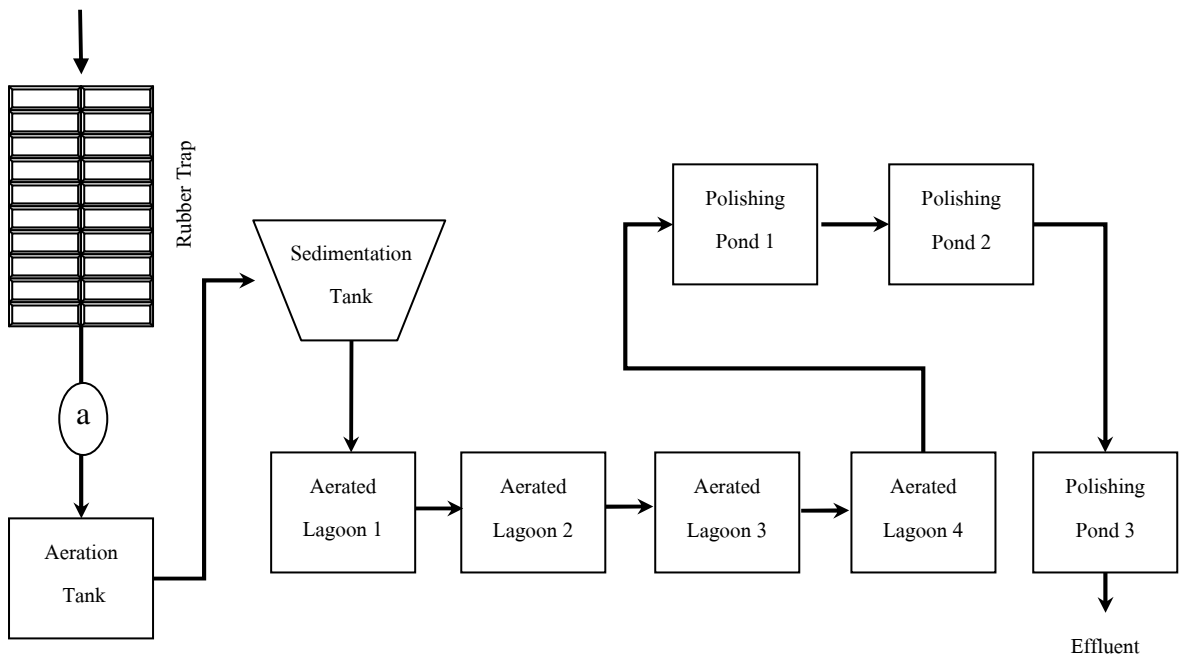 Rubber Trap
a
Aeration
Tank
Sedimentation
Tank
Aerated
Lagoon 1
Aerated
Lagoon 2
Aerated
Lagoon 3
Aerated
Lagoon 4
Polishing
Pond 1
Polishing
Pond 2
Polishing
Pond 3
Effluent